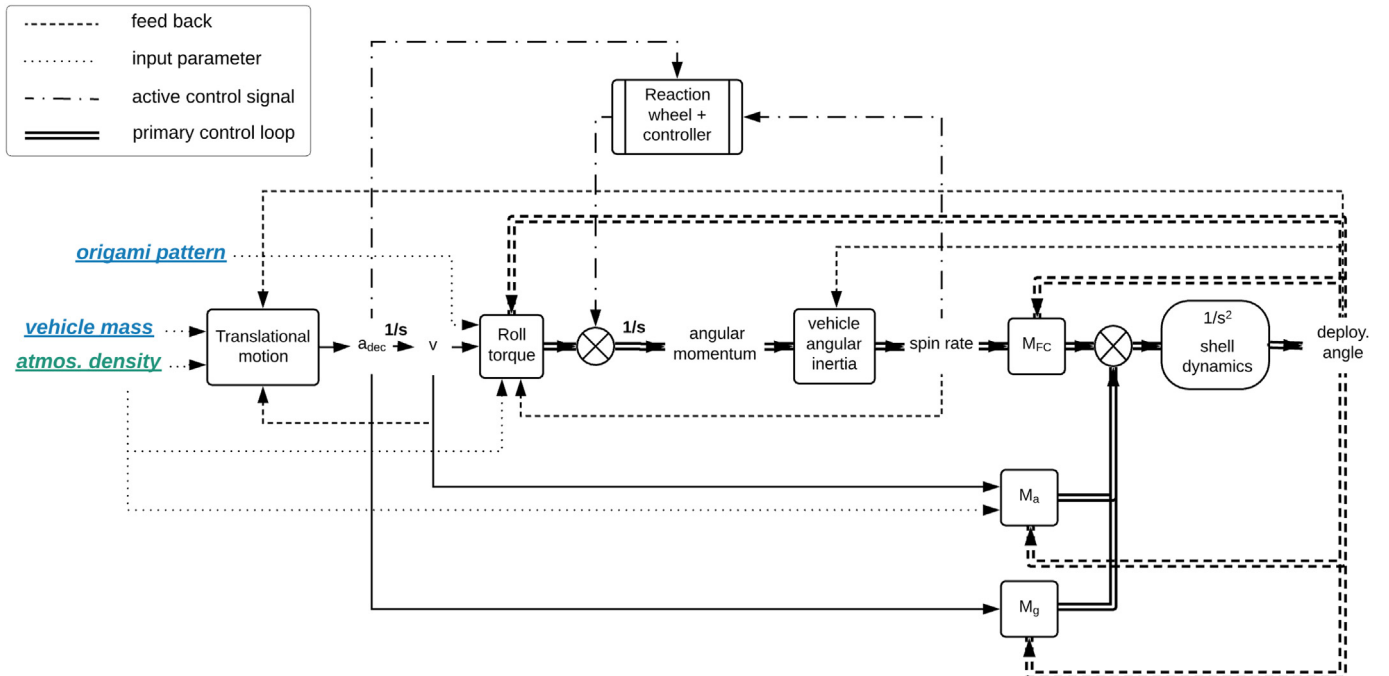 feed back
input parameter
active control signal
primary control loop
Reaction
wheel +
controller
origami pattern
vehicle mass
atmos. density
Translational
motion
a_dec
1/s
v
Roll
torque
1/s
angular
momentum
vehicle
angular
inertia
spin rate
M_FC
1/s²
shell
dynamics
deploy.
angle
M_a
M_g